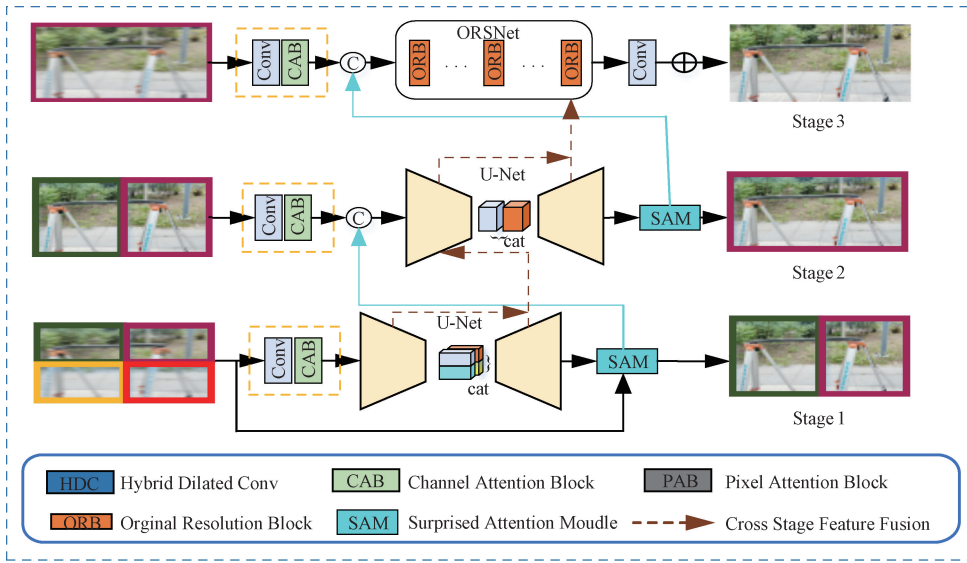 ORSNet
Conv CAB C ORB ... ORB ... ORB Conv
Stage 3
U-Net
Conv CAB C cat SAM
Stage 2
U-Net
Conv CAB cat SAM
Stage 1
HDC Hybrid Dilated Conv CAB Channel Attention Block PAB Pixel Attention Block
ORB Orginal Resolution Block SAM Surprised Attention Moudle Cross Stage Feature Fusion